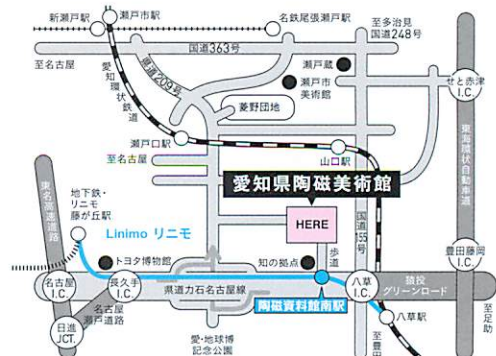 新瀬戸駅
瀬戸市駅
名鉄尾張瀬戸駅
至多治見
国道248号
国道363号
至名古屋
県道209号
愛知環状鉄道
瀬戸蔵
瀬戸市
美術館
せと赤津
I.C.
菱野団地
瀬戸口駅
至名古屋
山口駅
東海環状自動車道
愛知県陶磁美術館
HERE
東名高速道路
地下鉄・
リニモ
藤が丘駅
Linimo リニモ
トヨタ博物館
知の拠点
歩道
国道155号
豊田藤岡
I.C.
名古屋
I.C.
長久手
I.C.
県道力石名古屋線
陶磁資料館南駅
八草
I.C.
猿投
グリーンロード
至足助
日進
JCT.
名古屋
瀬戸道路
愛・地球博
記念公園
至豊田
八草駅